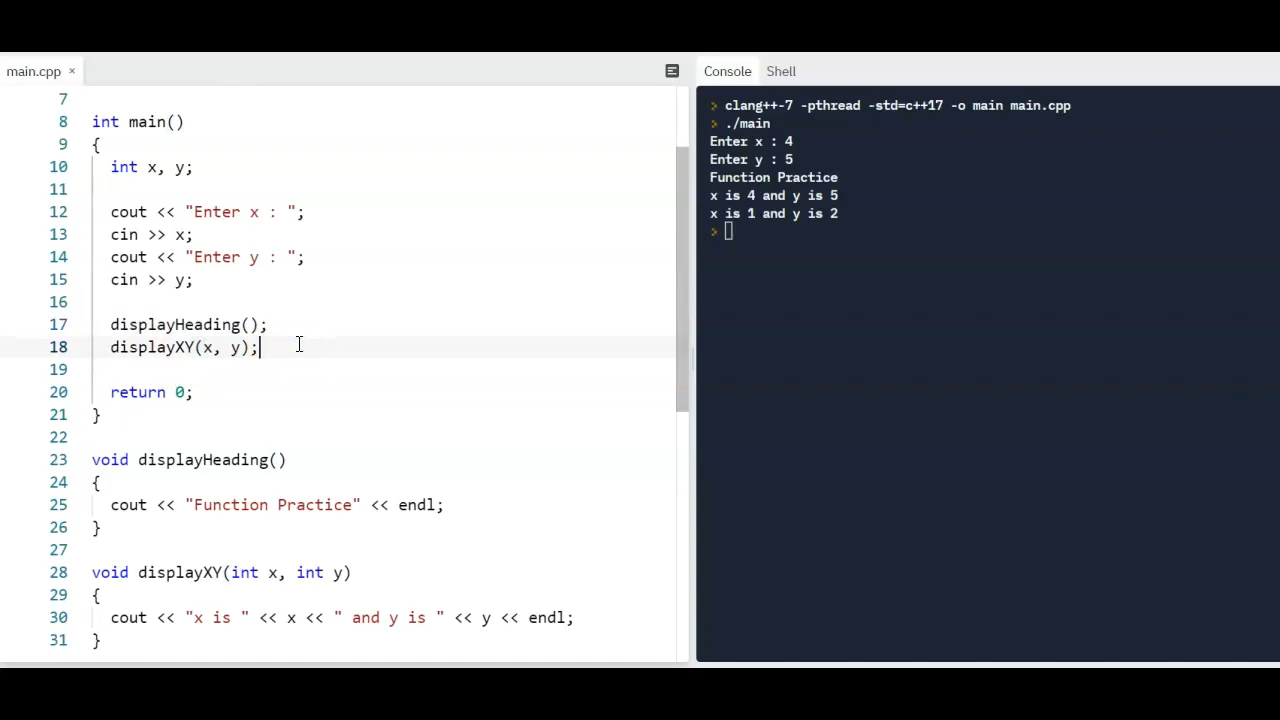 main.cpp ×
7
8 int main()
9 {
10 int x, y;
11
12 cout << "Enter x : ";
13 cin >> x;
14 cout << "Enter y : ";
15 cin >> y;
16
17 displayHeading();
18 displayXY(x, y);
19
20 return 0;
21 }
22
23 void displayHeading()
24 {
25 cout << "Function Practice" << endl;
26 }
27
28 void displayXY(int x, int y)
29 {
30 cout << "x is " << x << " and y is " << y << endl;
31 }
Console Shell
> clang++-7 -pthread -std=c++17 -o main main.cpp
> ./main
Enter x : 4
Enter y : 5
Function Practice
x is 4 and y is 5
x is 1 and y is 2
>